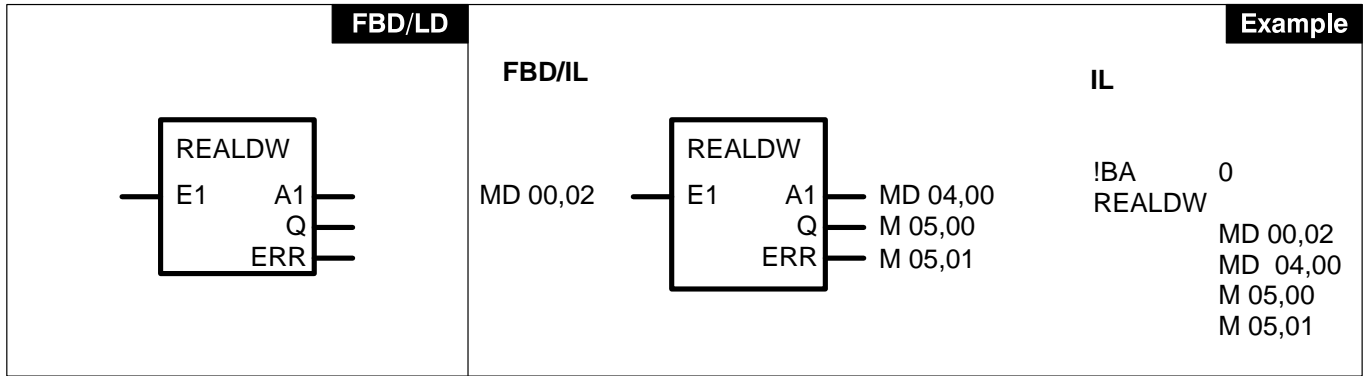 FBD/LD
REALDW
E1 A1
Q
ERR
Example
FBD/IL
REALDW
MD 00,02 E1 A1 MD 04,00
Q M 05,00
ERR M 05,01
IL
!BA 0
REALDW
MD 00,02
MD 04,00
M 05,00
M 05,01